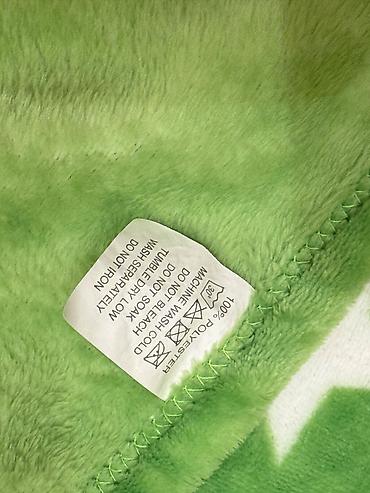 100% POLYESTER
30°
MACHINE WASH COLD
DO NOT BLEACH
DO NOT SOAK
TUMBLE DRY LOW
WASH SEPARATELY
DO NOT IRON